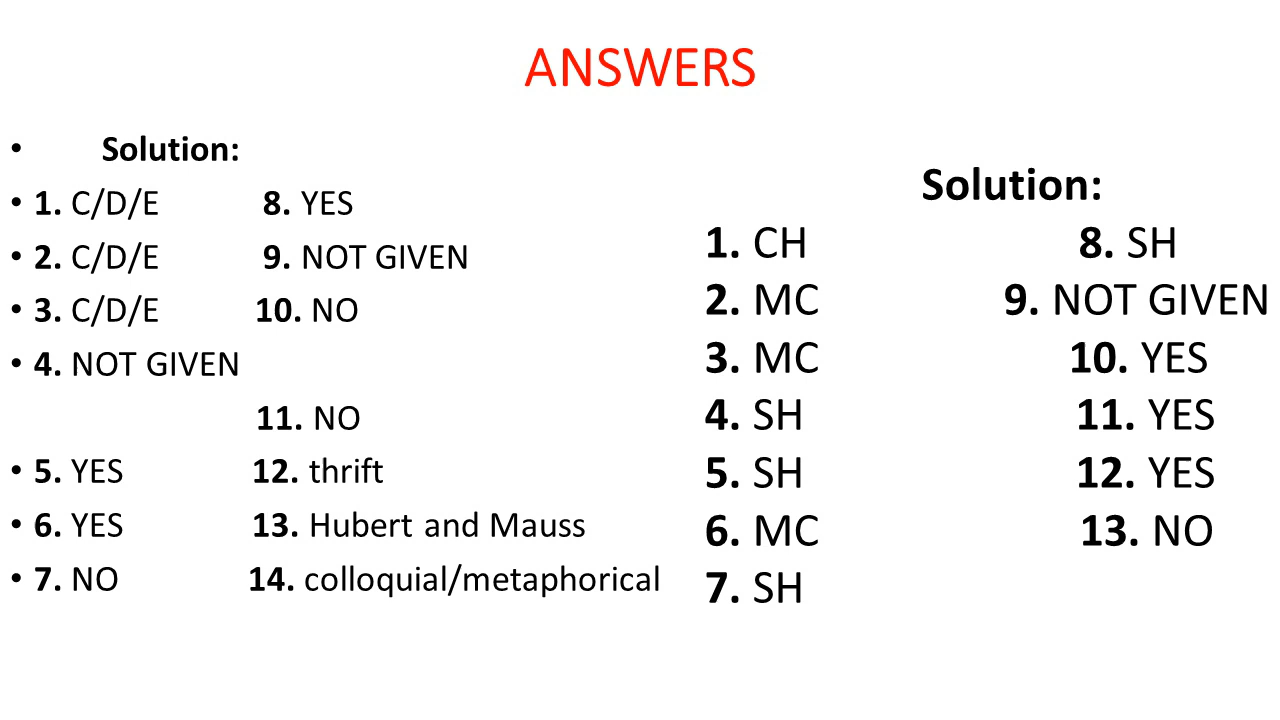 ANSWERS
• Solution:
• 1. C/D/E 8. YES
• 2. C/D/E 9. NOT GIVEN
• 3. C/D/E 10. NO
• 4. NOT GIVEN
11. NO
• 5. YES 12. thrift
• 6. YES 13. Hubert and Mauss
• 7. NO 14. colloquial/metaphorical
Solution:
1. CH 8. SH
2. MC 9. NOT GIVEN
3. MC 10. YES
4. SH 11. YES
5. SH 12. YES
6. MC 13. NO
7. SH